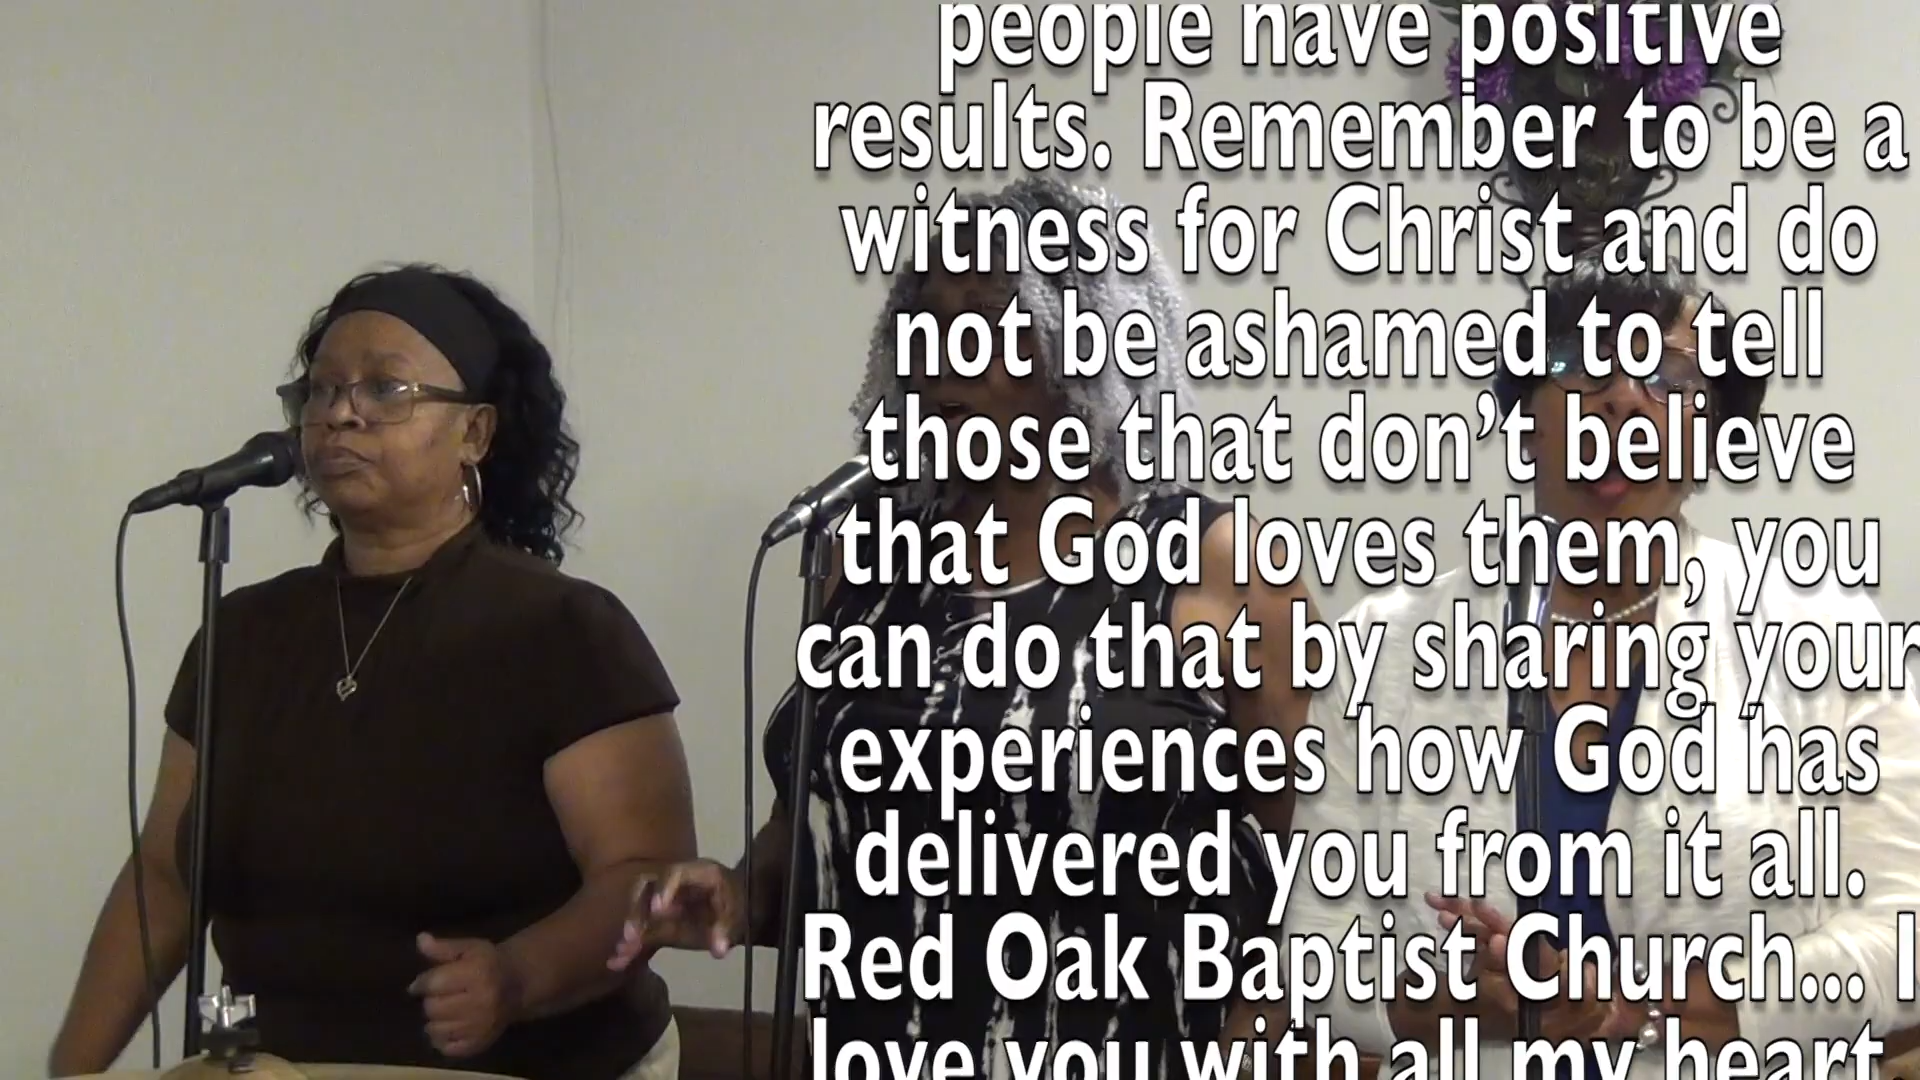 people have positive
results. Remember to be a
witness for Christ and do
not be ashamed to tell
those that don’t believe
that God loves them, you
can do that by sharing your
experiences how God has
delivered you from it all.
Red Oak Baptist Church... I
love you with all my heart